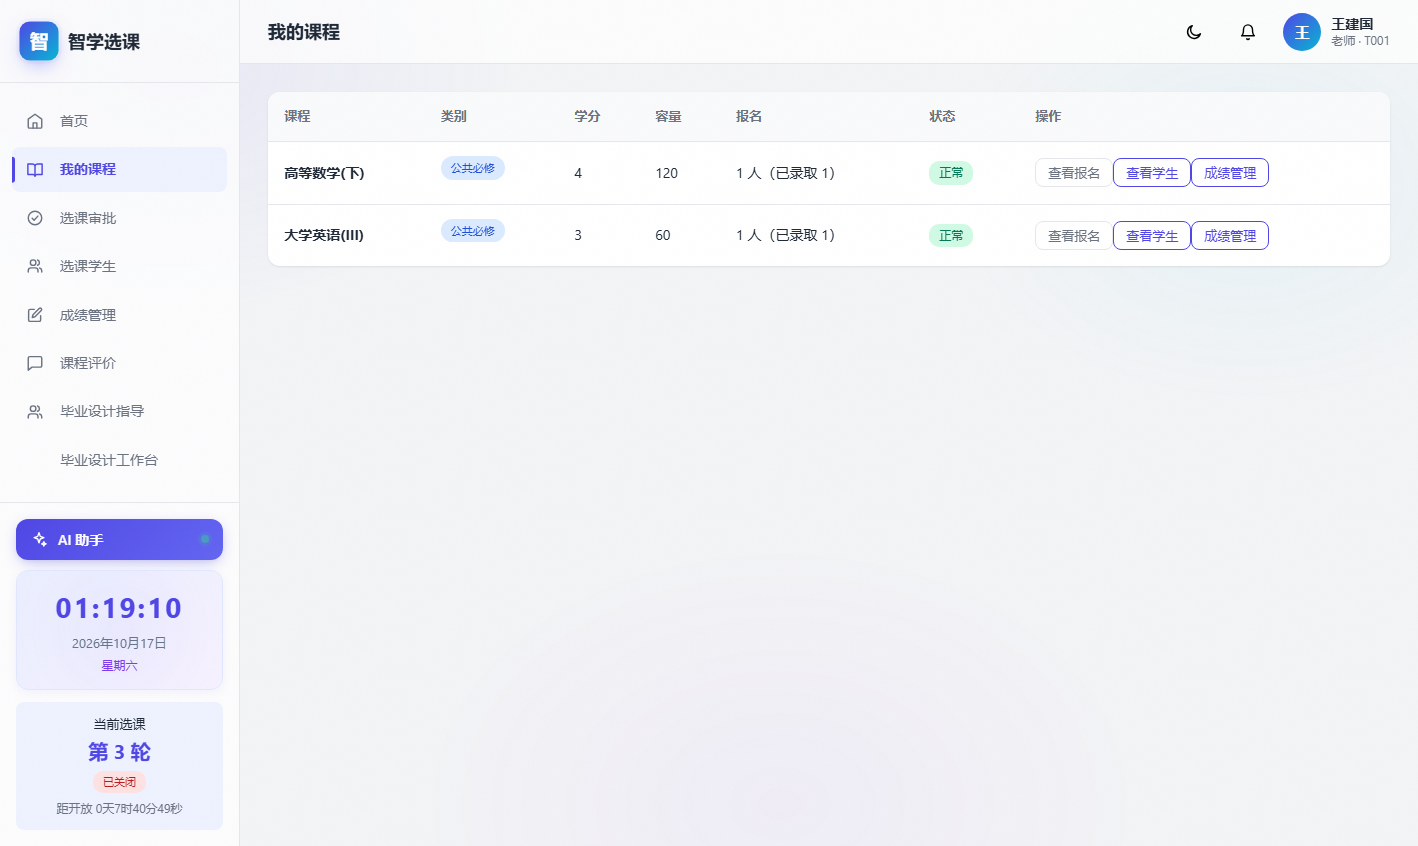 智 智学选课
首页
我的课程
选课审批
选课学生
成绩管理
课程评价
毕业设计指导
毕业设计工作台
AI 助手
01:19:10
2026年10月17日
星期六
当前选课
第 3 轮
已关闭
距开放 0天7时40分49秒
我的课程
王 王建国
老师 · T001
课程 类别 学分 容量 报名 状态 操作
高等数学(下) 公共必修 4 120 1 人（已录取 1） 正常 查看报名 查看学生 成绩管理
大学英语(III) 公共必修 3 60 1 人（已录取 1） 正常 查看报名 查看学生 成绩管理